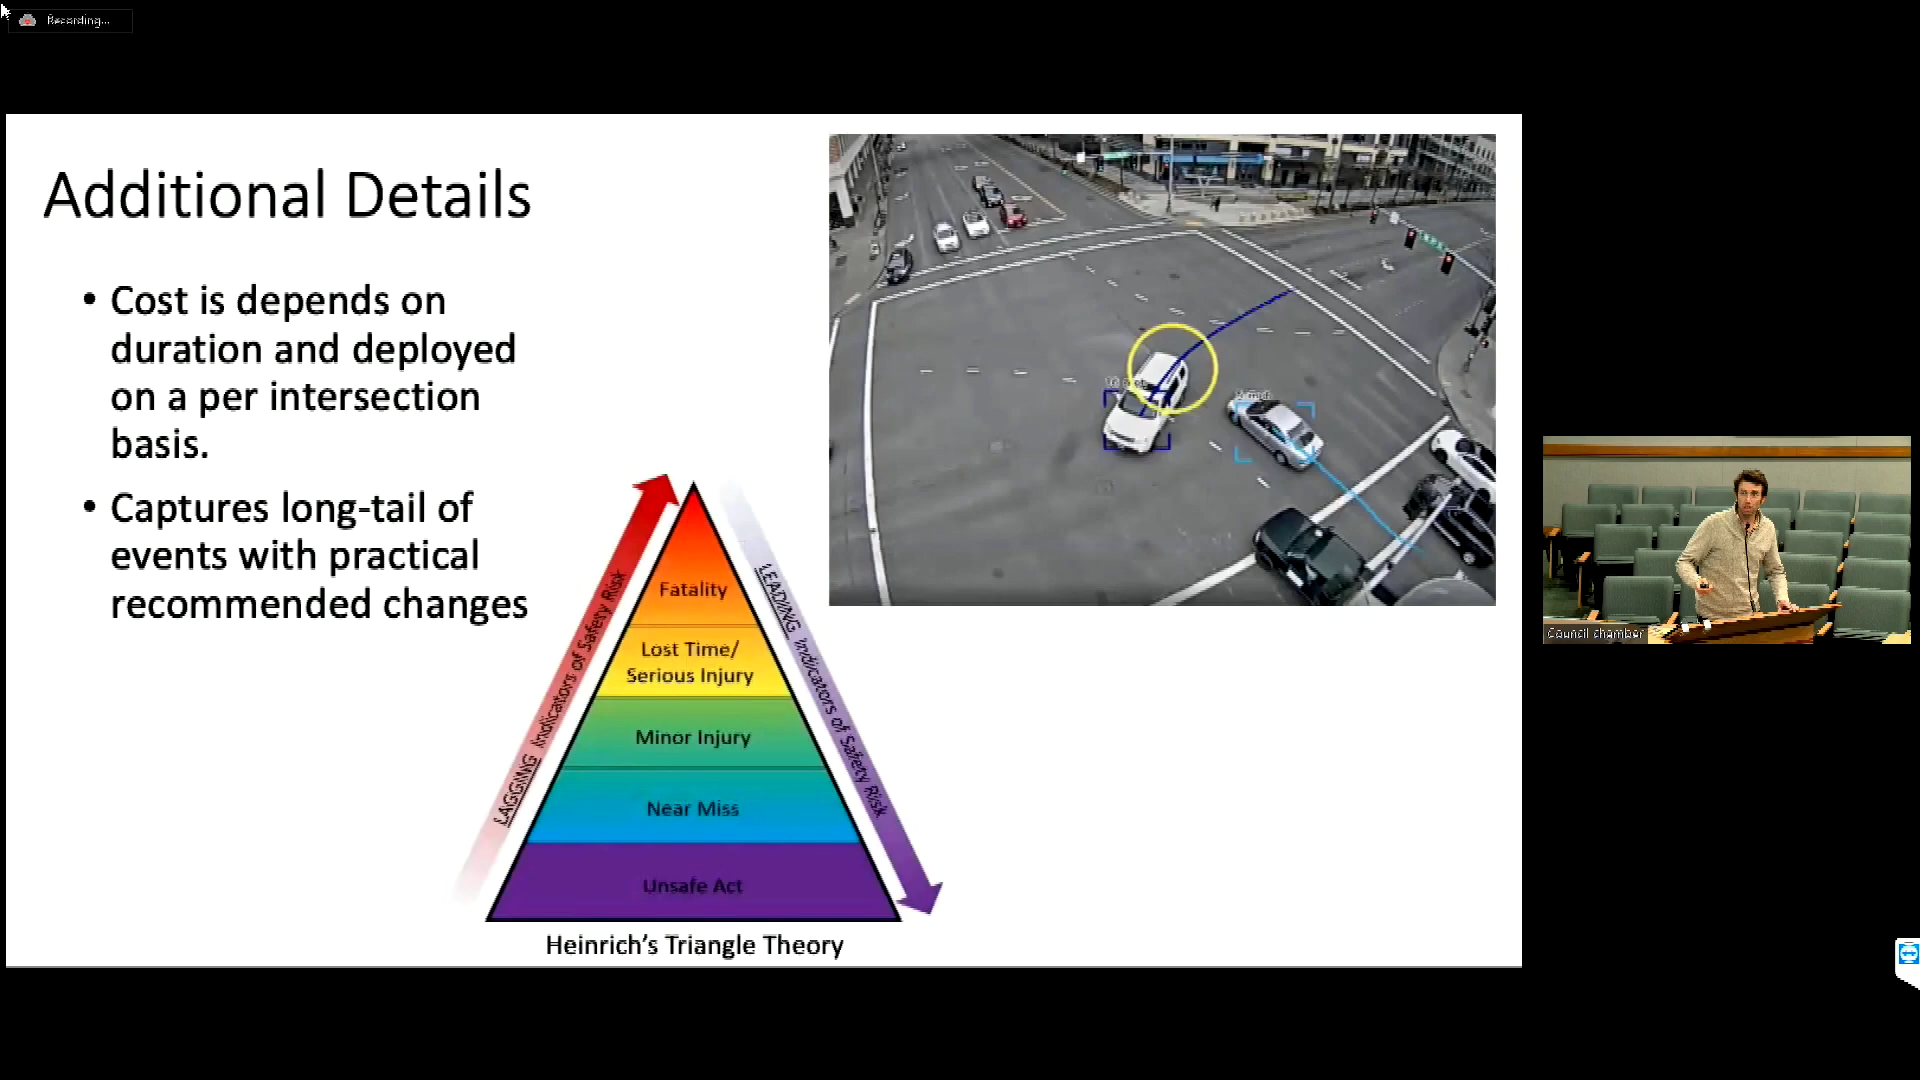 Recording...
Additional Details
• Cost is depends on
duration and deployed
on a per intersection
basis.
• Captures long-tail of
events with practical
recommended changes
LAGGING Indicators of Safety Risk
LEADING Indicators of Safety Risk
Fatality
Lost Time/
Serious Injury
Minor Injury
Near Miss
Unsafe Act
Heinrich's Triangle Theory
Council chamber